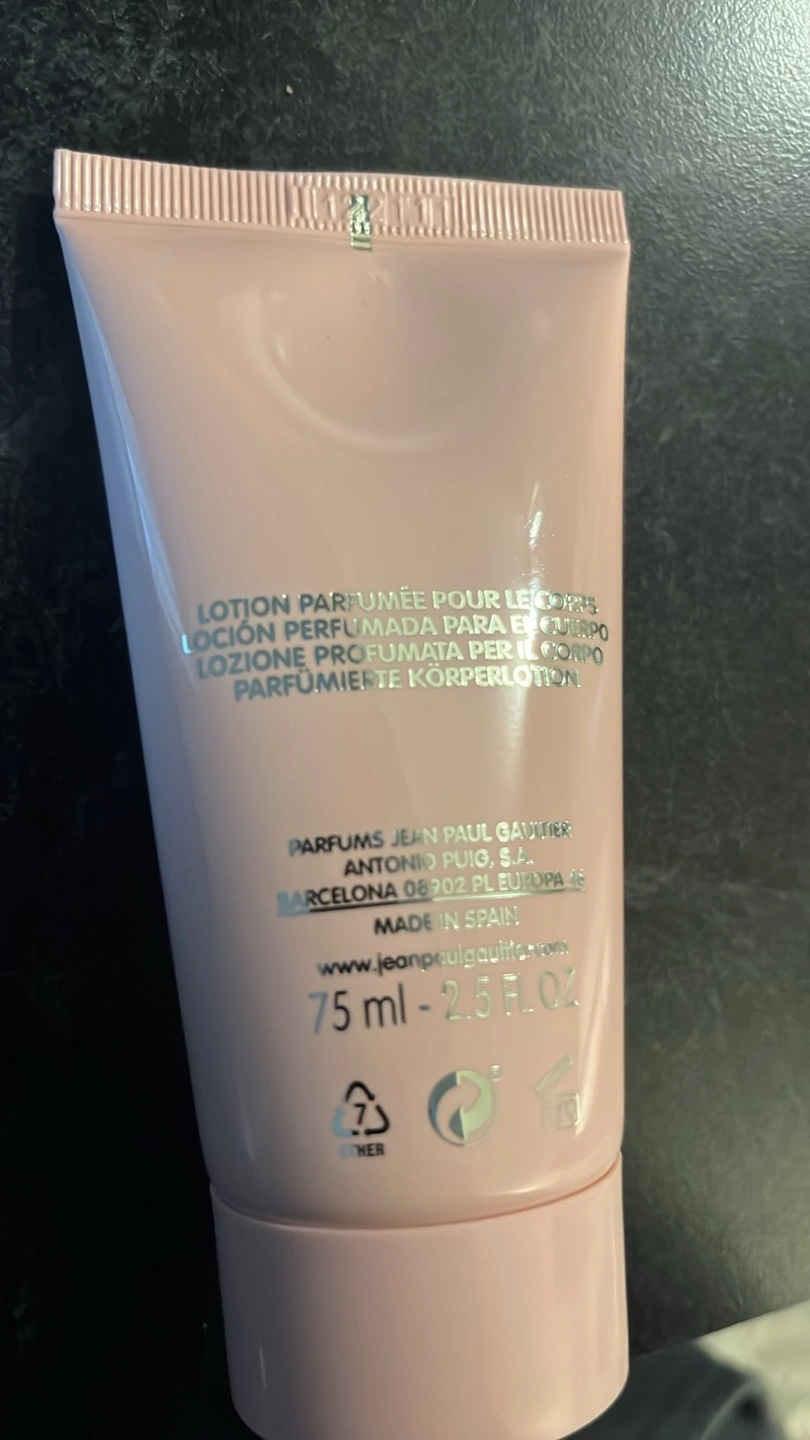 LOTION PARFUMÉE POUR LE CORPS
LOCIÓN PERFUMADA PARA EL CUERPO
LOZIONE PROFUMATA PER IL CORPO
PARFÜMIERTE KÖRPERLOTION
PARFUMS JEAN PAUL GAULTIER
ANTONIO PUIG, S.A.
BARCELONA 08902 PL EUROPA 46
MADE IN SPAIN
www.jeanpaulgaultier.com
75 ml - 2.5 FL OZ
7
OTHER